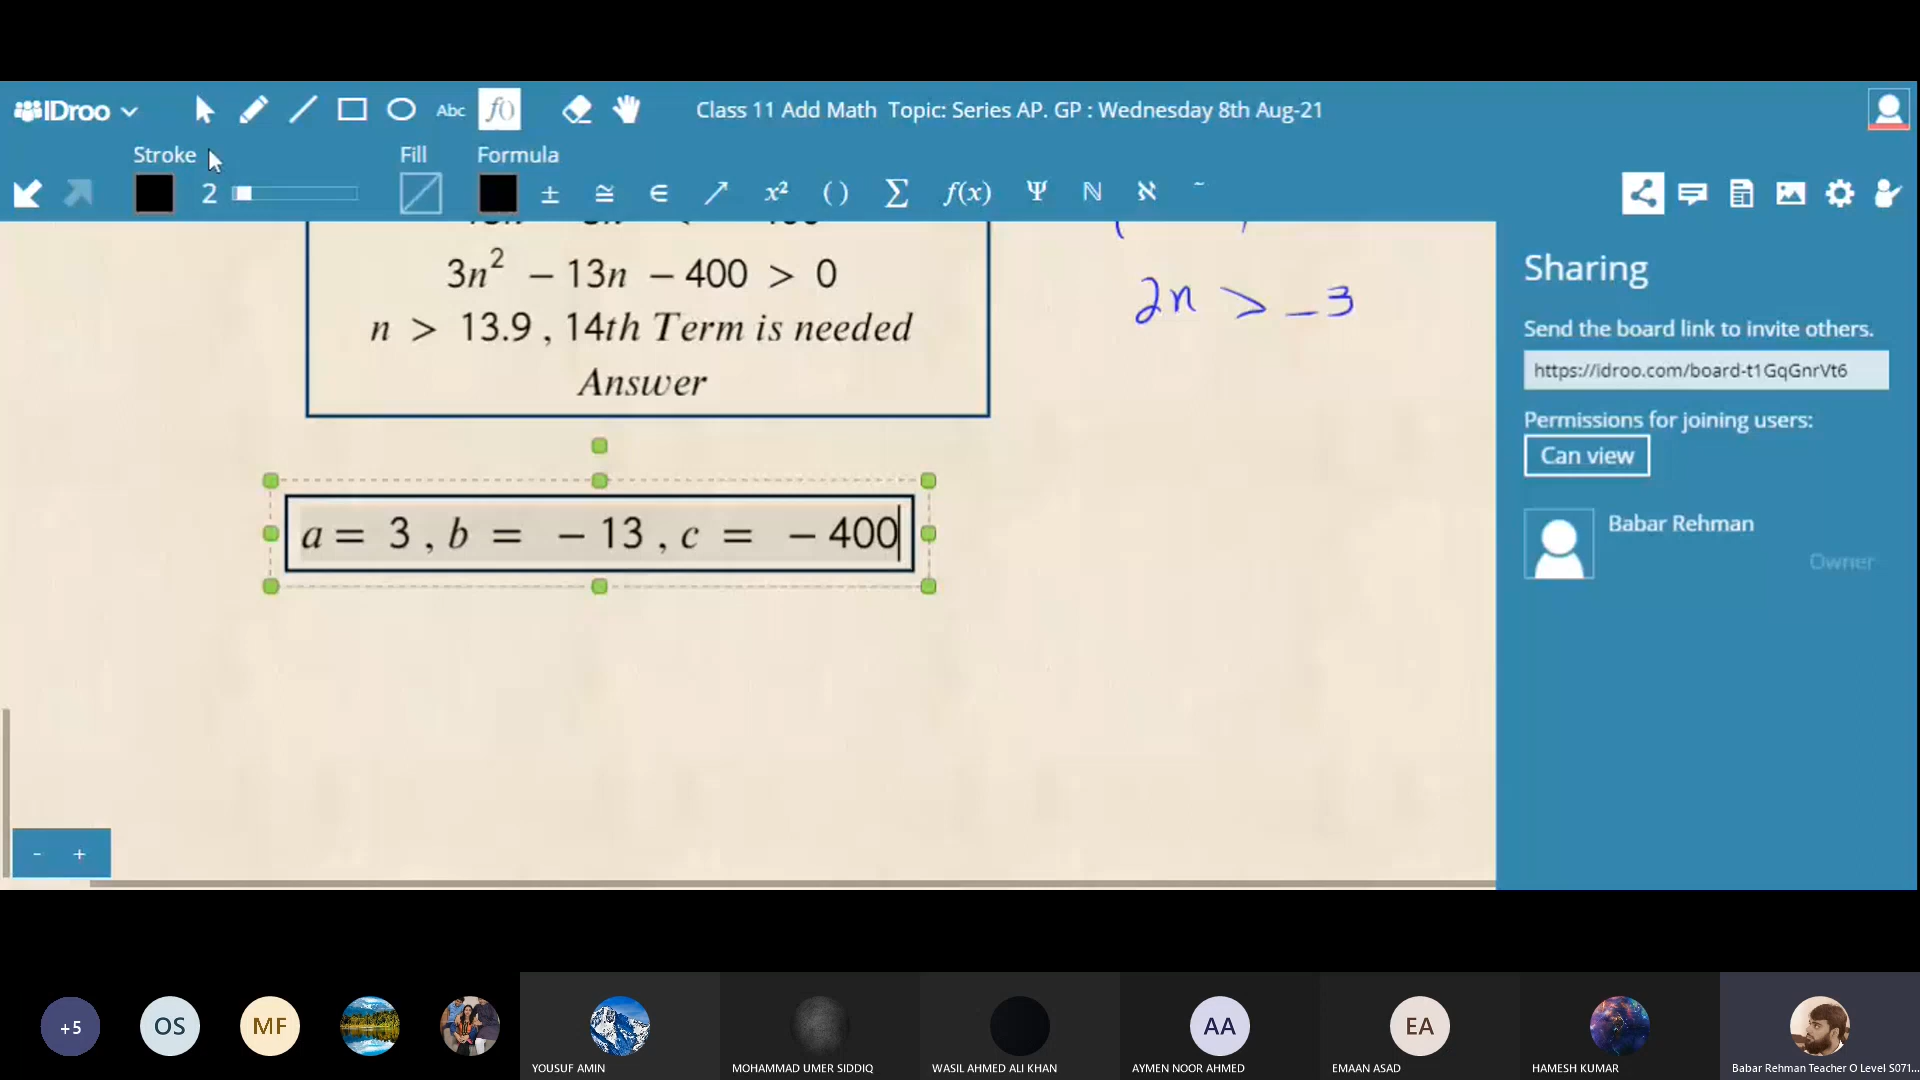 IDroo
Abc
f()
Class 11 Add Math Topic: Series AP. GP : Wednesday 8th Aug-21
Stroke
Fill
Formula
2
± ≅ ∈ x² ( ) ∑ f(x) Ψ ℕ ℵ
3n² − 13n − 400 > 0
n > 13.9 , 14th Term is needed
Answer
2n > −3
a = 3 , b = − 13 , c = − 400
- +
Sharing
Send the board link to invite others.
https://idroo.com/board-t1GqGnrVt6
Permissions for joining users:
Can view
Babar Rehman
Owner
+5
OS
MF
AA
EA
YOUSUF AMIN
MOHAMMAD UMER SIDDIQ
WASIL AHMED ALI KHAN
AYMEN NOOR AHMED
EMAAN ASAD
HAMESH KUMAR
Babar Rehman Teacher O Level S071...